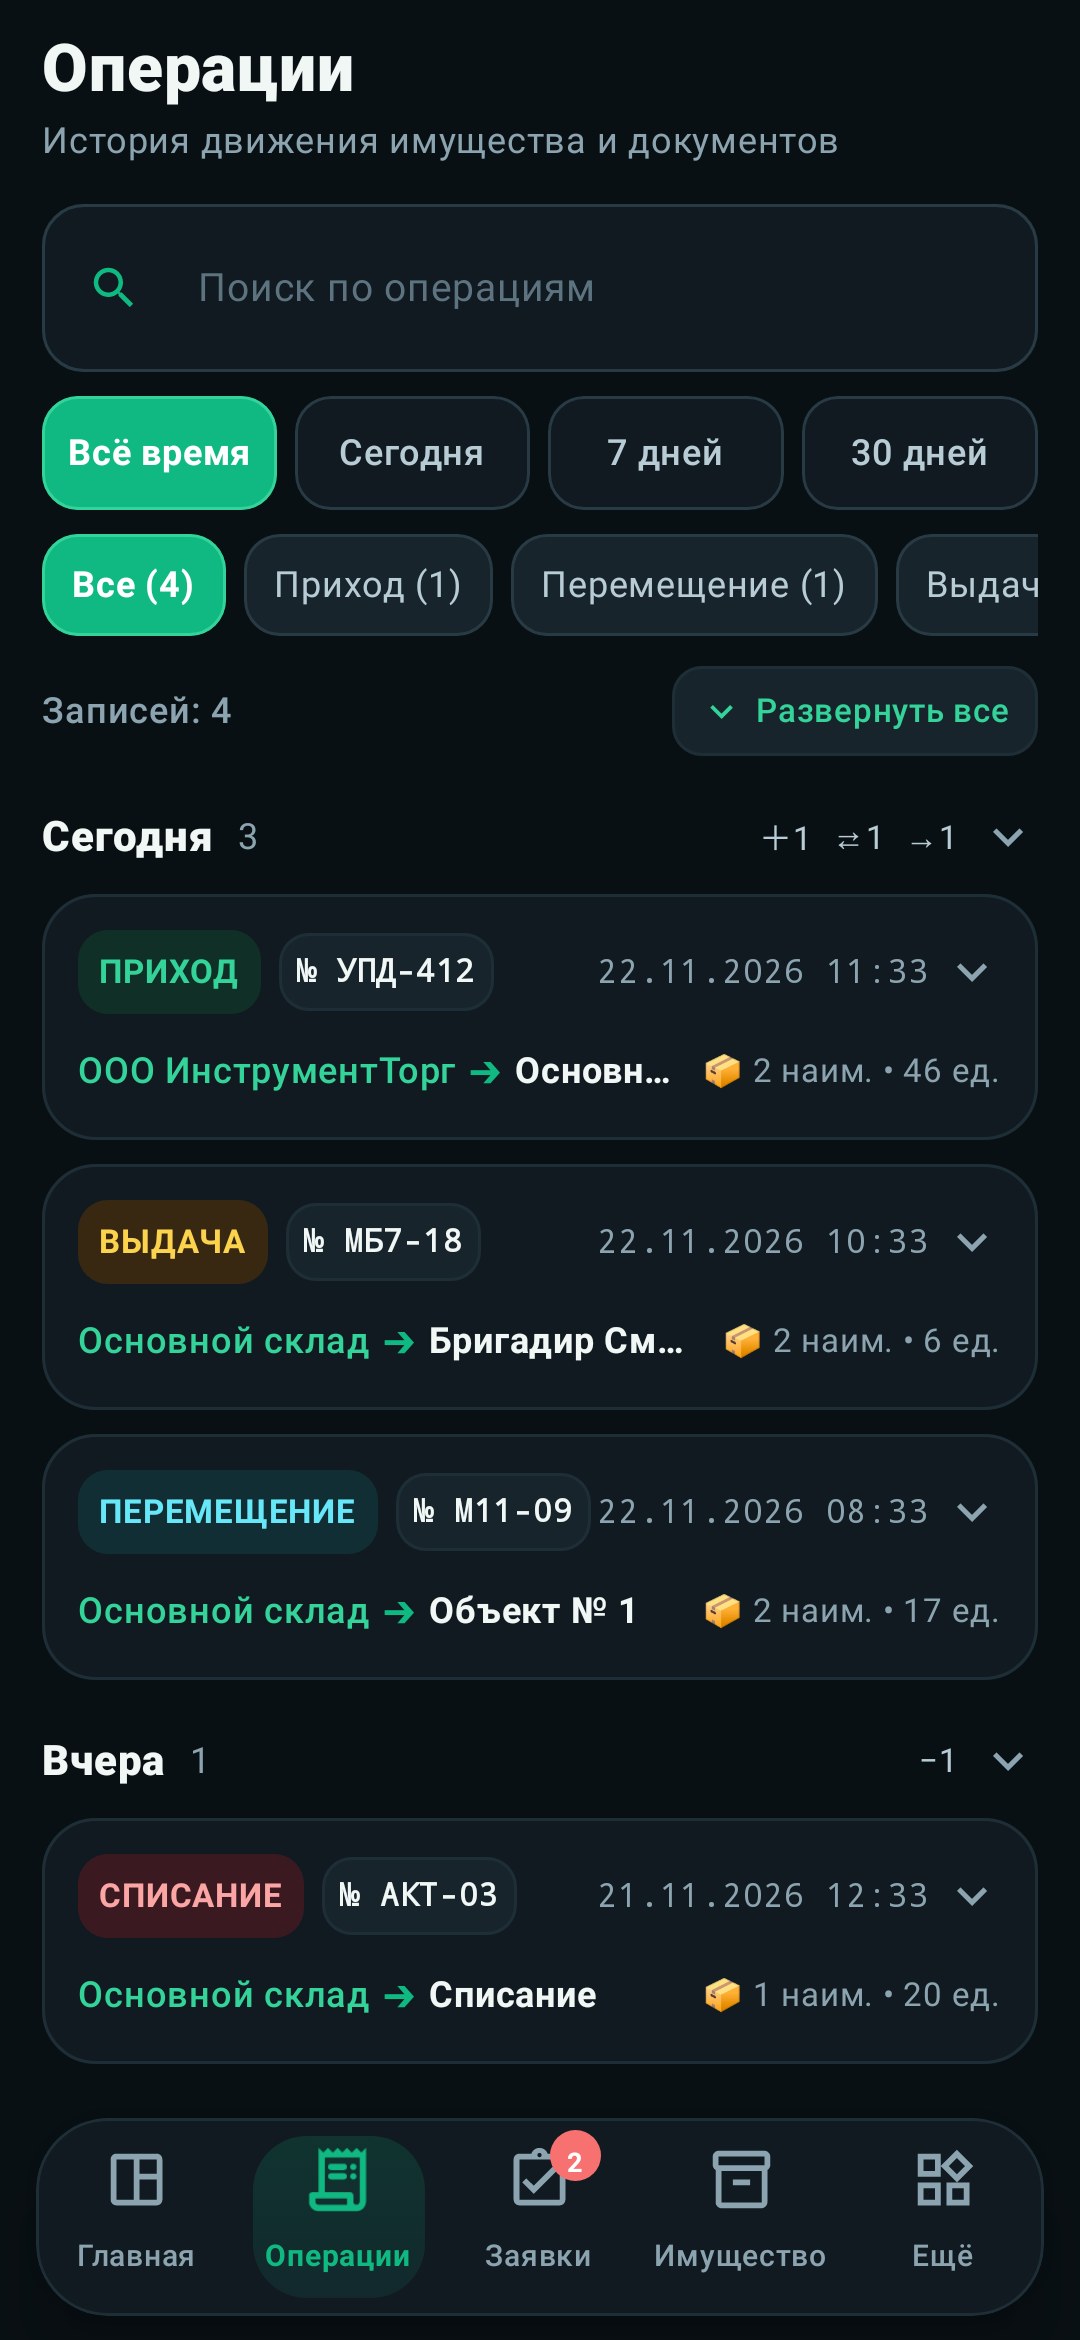 Операции
История движения имущества и документов
Поиск по операциям
Всё время Сегодня 7 дней 30 дней
Все (4) Приход (1) Перемещение (1) Выдач
Записей: 4 Развернуть все
Сегодня 3 +1 ⇄1 →1
ПРИХОД № УПД-412 22.11.2026 11:33
ООО ИнструментТорг ➔ Основн… 📦 2 наим. • 46 ед.
ВЫДАЧА № МБ7-18 22.11.2026 10:33
Основной склад ➔ Бригадир См… 📦 2 наим. • 6 ед.
ПЕРЕМЕЩЕНИЕ № М11-09 22.11.2026 08:33
Основной склад ➔ Объект № 1 📦 2 наим. • 17 ед.
Вчера 1 −1
СПИСАНИЕ № АКТ-03 21.11.2026 12:33
Основной склад ➔ Списание 📦 1 наим. • 20 ед.
2
Главная Операции Заявки Имущество Ещё